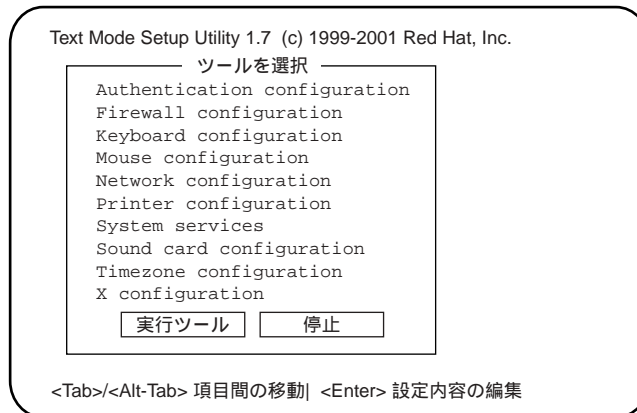 Text Mode Setup Utility 1.7 (c) 1999-2001 Red Hat, Inc.
ツールを選択
Authentication configuration
Firewall configuration
Keyboard configuration
Mouse configuration
Network configuration
Printer configuration
System services
Sound card configuration
Timezone configuration
X configuration
実行ツール 停止
<Tab>/<Alt-Tab> 項目間の移動| <Enter> 設定内容の編集